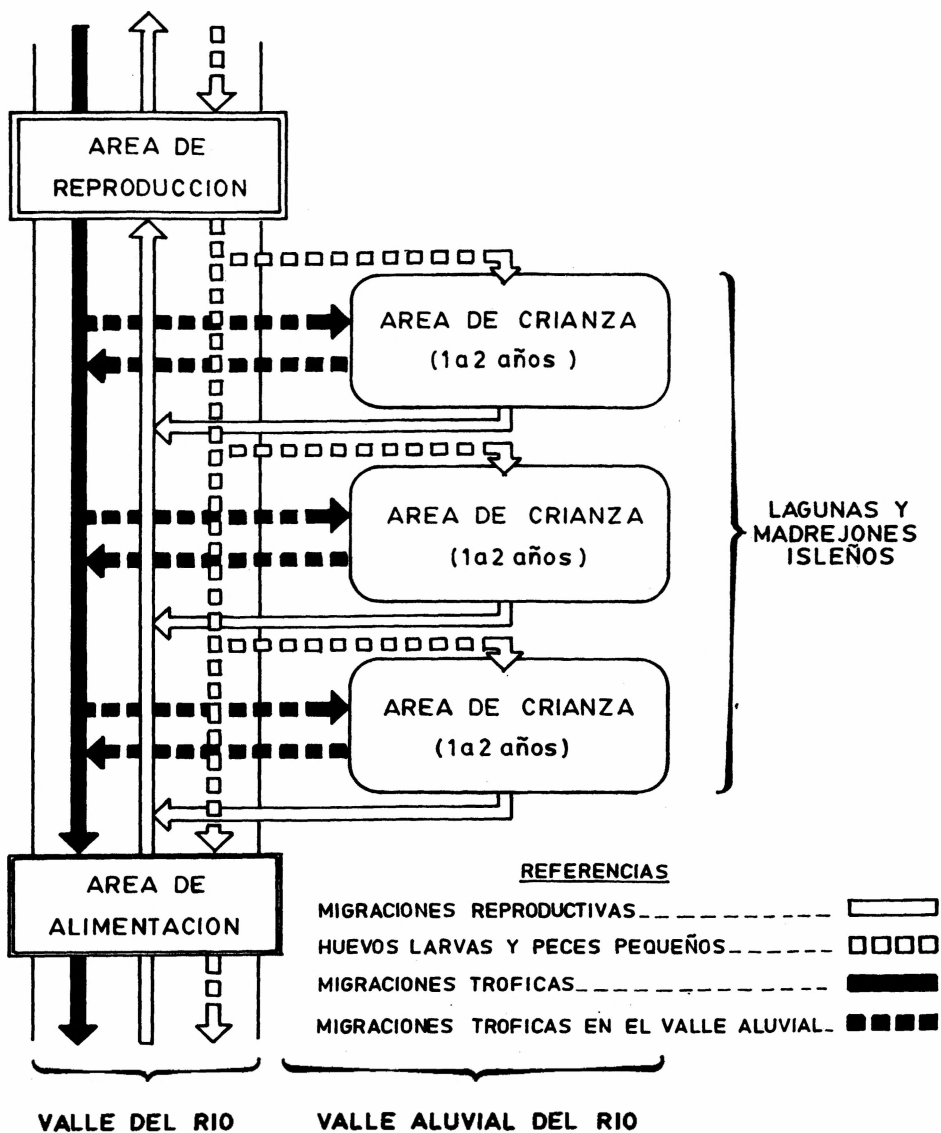 AREA DE
REPRODUCCION
AREA DE CRIANZA
(1a2 años)
AREA DE CRIANZA
(1a2 años)
AREA DE CRIANZA
(1a2 años)
LAGUNAS Y
MADREJONES
ISLEÑOS
AREA DE
ALIMENTACION
REFERENCIAS
MIGRACIONES REPRODUCTIVAS
HUEVOS LARVAS Y PECES PEQUEÑOS
MIGRACIONES TROFICAS
MIGRACIONES TROFICAS EN EL VALLE ALUVIAL
VALLE DEL RIO
VALLE ALUVIAL DEL RIO